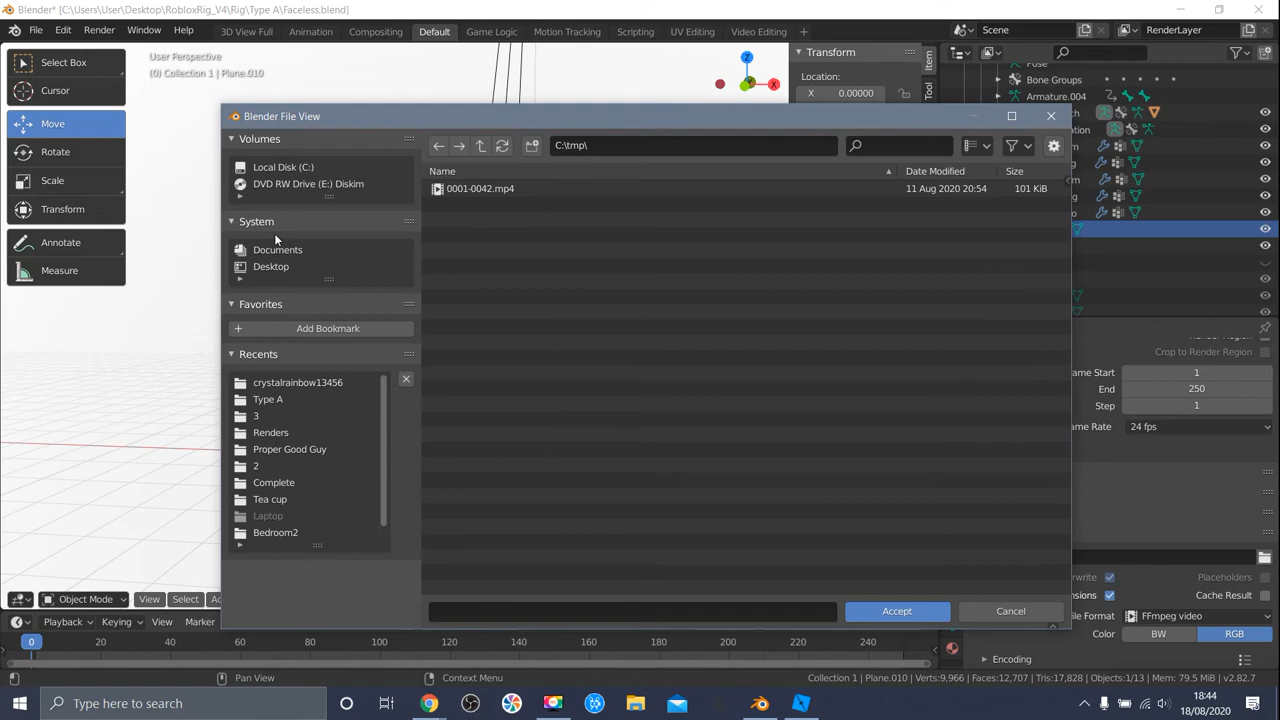 Blender* [C:\Users\User\Desktop\RobloxRig_V4\Rig\Type A\Faceless.blend]
File Edit Render Window Help 3D View Full Animation Compositing Default Game Logic Motion Tracking Scripting UV Editing Video Editing + Scene RenderLayer
Select Box
Cursor
Move
Rotate
Scale
Transform
Annotate
Measure
User Perspective
(0) Collection 1 | Plane.010
Z
X
Transform
Location:
X 0.00000
Item
Tool
Bone Groups
Armature.004
Blender File View
Volumes
Local Disk (C:)
DVD RW Drive (E:) Diskim
System
Documents
Desktop
Favorites
+ Add Bookmark
Recents
crystalrainbow13456
Type A
3
Renders
Proper Good Guy
2
Complete
Tea cup
Laptop
Bedroom2
C:\tmp\
Name Date Modified Size
0001-0042.mp4 11 Aug 2020 20:54 101 KiB
Accept Cancel
Crop to Render Region
ame Start 1
End 250
Step 1
ame Rate 24 fps
write Placeholders
nsions Cache Result
ile Format FFmpeg video
Color BW RGB
Encoding
Object Mode View Select
Playback Keying View Marker
0 20 40 60 80 100 120 140 160 180 200 220 240
Pan View Context Menu Collection 1 | Plane.010 | Verts:9,966 | Faces:12,707 | Tris:17,828 | Objects:1/13 | Mem: 79.5 MiB | v2.82.7
Type here to search
18:44
18/08/2020